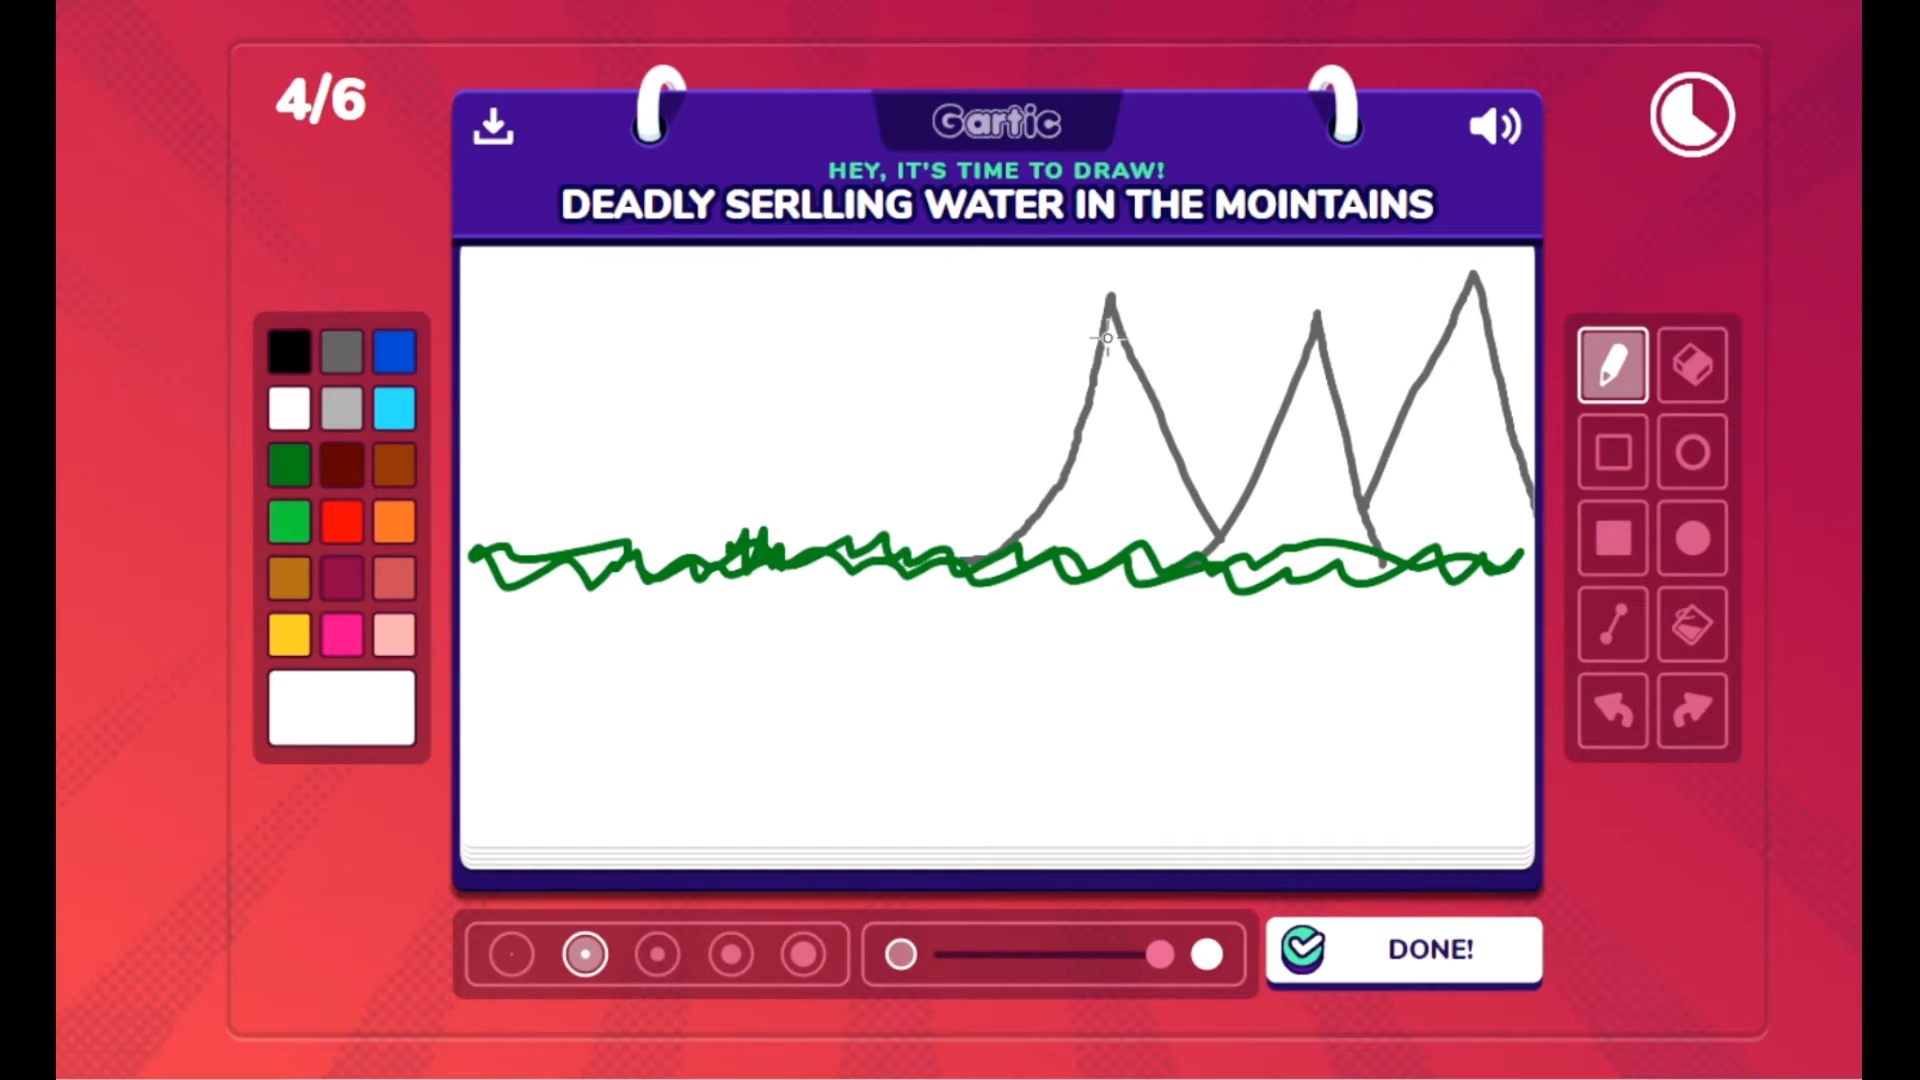 4/6
Gartic
HEY, IT'S TIME TO DRAW!
DEADLY SERLLING WATER IN THE MOINTAINS
DONE!